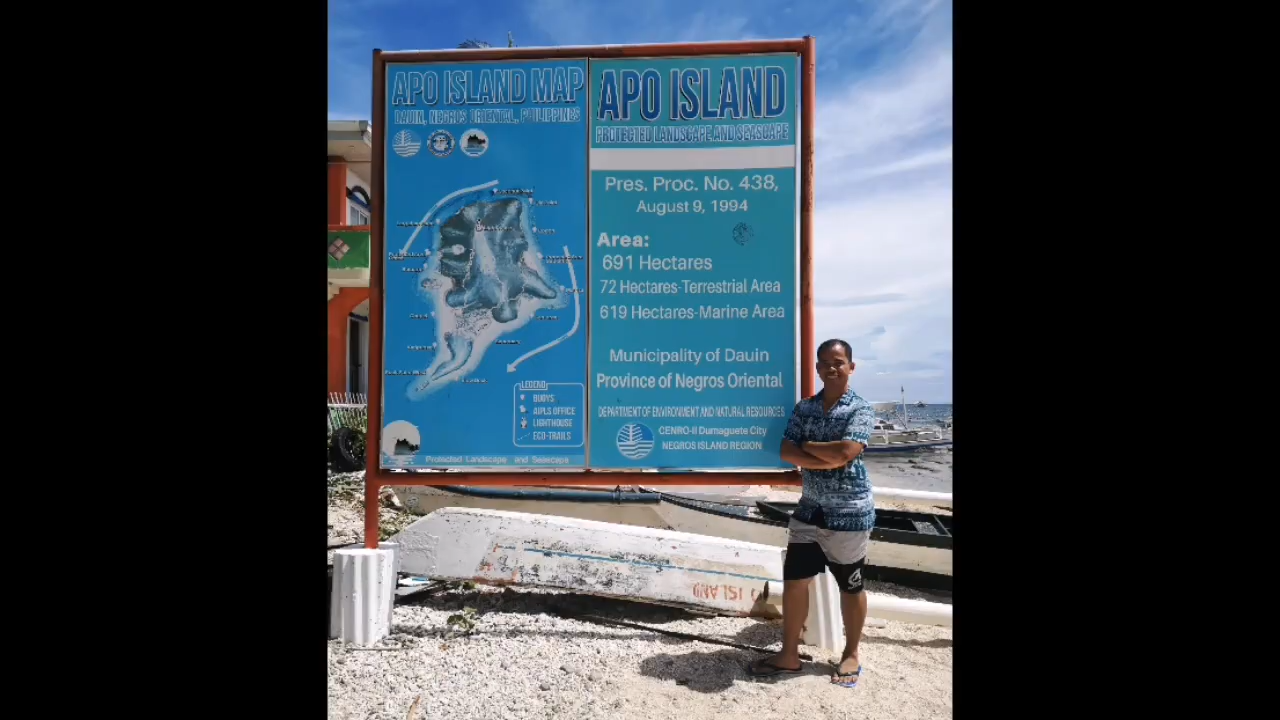 APO ISLAND MAP
DAUIN, NEGROS ORIENTAL, PHILIPPINES
LEGEND
BUOYS
AIPLS OFFICE
LIGHTHOUSE
ECO-TRAILS
Protected Landscape and Seascape
APO ISLAND
PROTECTED LANDSCAPE AND SEASCAPE
Pres. Proc. No. 438,
August 9, 1994
Area:
691 Hectares
72 Hectares-Terrestrial Area
619 Hectares-Marine Area
Municipality of Dauin
Province of Negros Oriental
DEPARTMENT OF ENVIRONMENT AND NATURAL RESOURCES
CENRO-II Dumaguete City
NEGROS ISLAND REGION
ISLAND